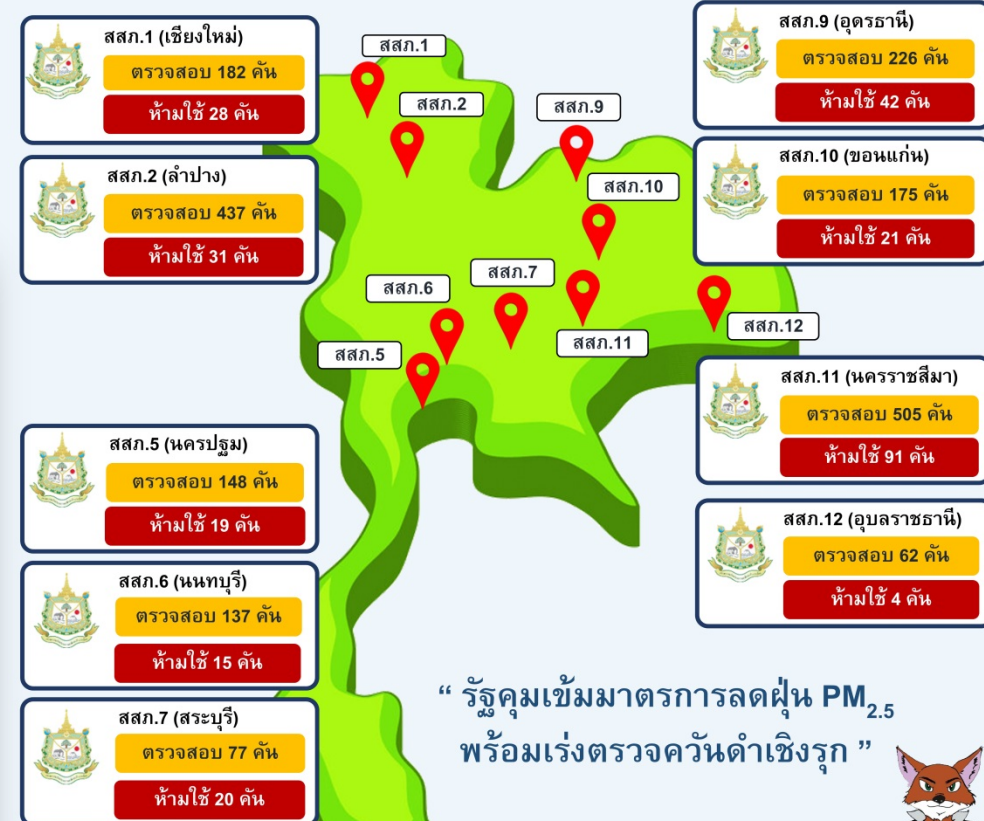 สสภ.1 (เชียงใหม่)
ตรวจสอบ 182 คัน
ห้ามใช้ 28 คัน
สสภ.2 (ลำปาง)
ตรวจสอบ 437 คัน
ห้ามใช้ 31 คัน
สสภ.5 (นครปฐม)
ตรวจสอบ 148 คัน
ห้ามใช้ 19 คัน
สสภ.6 (นนทบุรี)
ตรวจสอบ 137 คัน
ห้ามใช้ 15 คัน
สสภ.7 (สระบุรี)
ตรวจสอบ 77 คัน
ห้ามใช้ 20 คัน
สสภ.1
สสภ.2
สสภ.9
สสภ.10
สสภ.7
สสภ.6
สสภ.12
สสภ.11
สสภ.5
สสภ.9 (อุดรธานี)
ตรวจสอบ 226 คัน
ห้ามใช้ 42 คัน
สสภ.10 (ขอนแก่น)
ตรวจสอบ 175 คัน
ห้ามใช้ 21 คัน
สสภ.11 (นครราชสีมา)
ตรวจสอบ 505 คัน
ห้ามใช้ 91 คัน
สสภ.12 (อุบลราชธานี)
ตรวจสอบ 62 คัน
ห้ามใช้ 4 คัน
“ รัฐคุมเข้มมาตรการลดฝุ่น PM2.5
พร้อมเร่งตรวจควันดำเชิงรุก ”